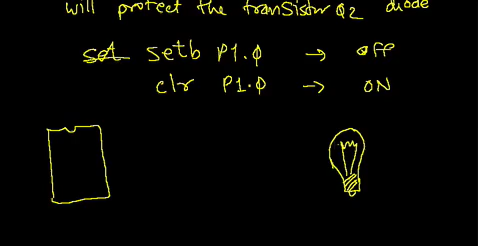 will protect the transistor Q2 diode
set setb P1.0 → OFF
clr P1.0 → ON